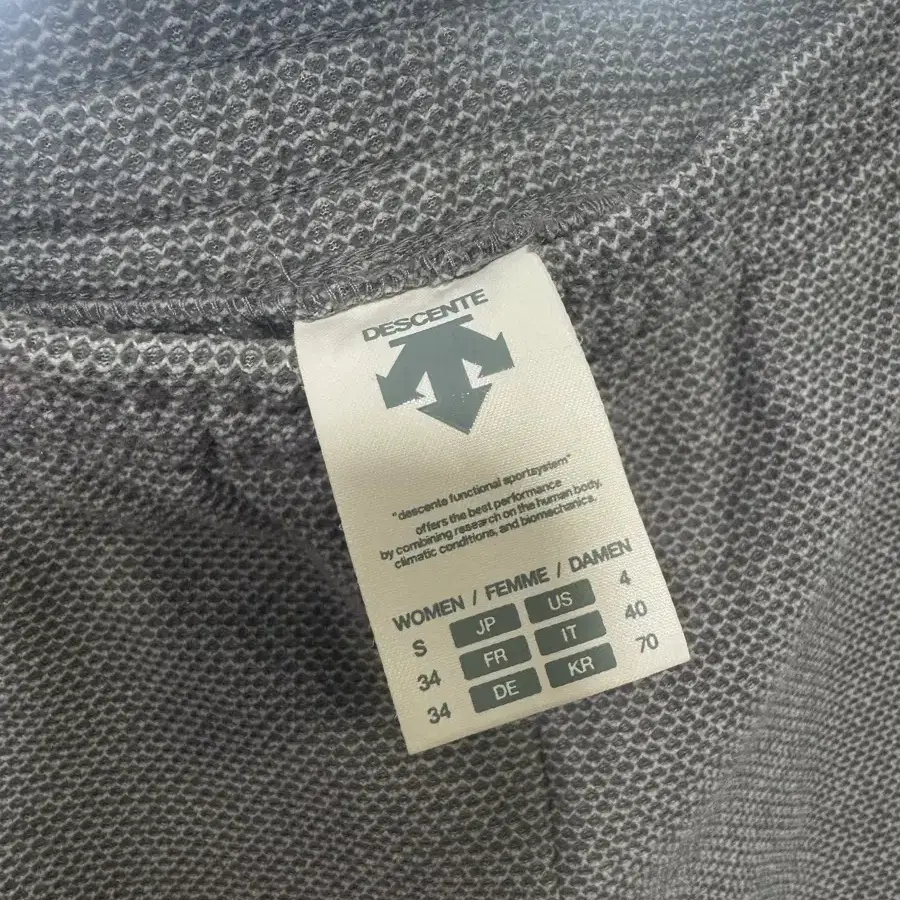 DESCENTE
"descente functional sportsystem"
offers the best performance
by combining research on the human body,
climatic conditions, and biomechanics.
WOMEN / FEMME / DAMEN
S JP US 4
34 FR IT 40
34 DE KR 70